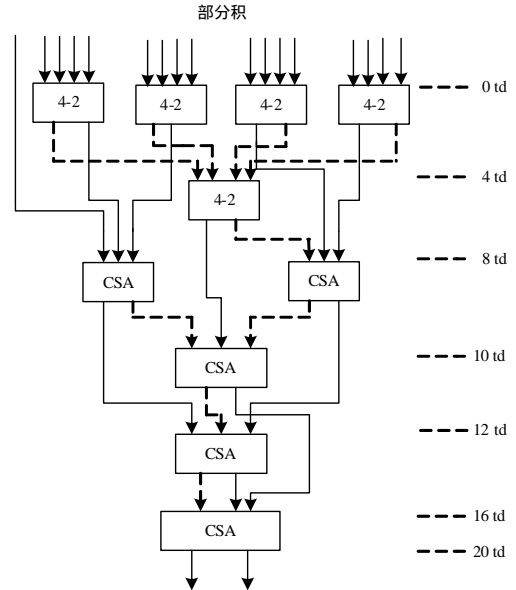 部分积
4-2 4-2 4-2 4-2 0 td
4-2 4 td
CSA CSA 8 td
CSA 10 td
CSA 12 td
CSA 16 td
20 td